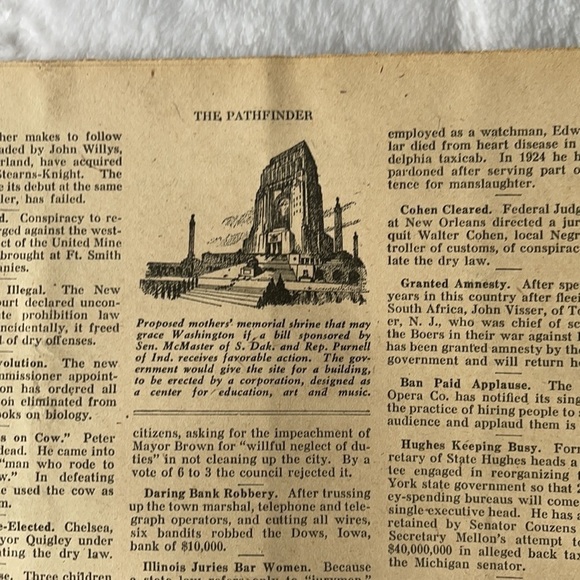 THE PATHFINDER
her makes to follow
aded by John Willys,
rland, have acquired
Stearns-Knight. The
e its debut at the same
ler, has failed.
d. Conspiracy to re-
rged against the west-
ct of the United Mine
brought at Ft. Smith
anies.
Illegal. The New
ourt declared uncon-
te prohibition law
ncidentally, it freed
l of dry offenses.
volution. The new
mmissioner appoint-
on has ordered all
on eliminated from
ooks on biology.
s on Cow." Peter
dead. He came into
"man who rode to
w." In defeating
e used the cow as
m.
e-Elected. Chelsea,
yor Quigley under
ating the dry law.
se. Three children
Proposed mothers' memorial shrine that may
grace Washington if a bill sponsored by
Sen. McMaster of S. Dak. and Rep. Purnell
of Ind. receives favorable action. The gov-
ernment would give the site for a building,
to be erected by a corporation, designed as
a center for education, art and music.
citizens, asking for the impeachment of
Mayor Brown for "willful neglect of du-
ties" in not cleaning up the city. By a
vote of 6 to 3 the council rejected it.
Daring Bank Robbery. After trussing
up the town marshal, telephone and tele-
graph operators, and cutting all wires,
six bandits robbed the Dows, Iowa,
bank of $10,000.
Illinois Juries Bar Women. Because
employed as a watchman, Edw
lar died from heart disease in
delphia taxicab. In 1924 he h
pardoned after serving part o
tence for manslaughter.
Cohen Cleared. Federal Judg
at New Orleans directed a jur
quit Walter Cohen, local Negr
troller of customs, of conspirac
late the dry law.
Granted Amnesty. After spe
years in this country after flee
South Africa, John Visser, of Te
er, N. J., who was chief of sc
the Boers in their war against
has been granted amnesty by the
government and will return h
Ban Paid Applause. The
Opera Co. has notified its sing
the practice of hiring people to
audience and applaud them is
Hughes Keeping Busy. For
retary of State Hughes heads a
tee engaged in reorganizing t
York state government so that
ey-spending bureaus will come
single executive head. He has a
retained by Senator Couzens
Secretary Mellon's attempt to
$40,000,000 in alleged back ta
the Michigan senator.